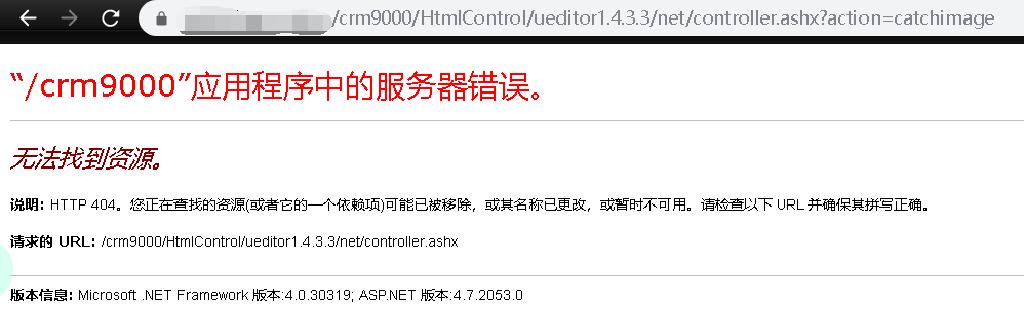 /crm9000/HtmlControl/ueditor1.4.3.3/net/controller.ashx?action=catchimage
“/crm9000”应用程序中的服务器错误。
无法找到资源。
说明: HTTP 404。您正在查找的资源(或者它的一个依赖项)可能已被移除，或其名称已更改，或暂时不可用。请检查以下 URL 并确保其拼写正确。
请求的 URL: /crm9000/HtmlControl/ueditor1.4.3.3/net/controller.ashx
版本信息: Microsoft .NET Framework 版本:4.0.30319; ASP.NET 版本:4.7.2053.0